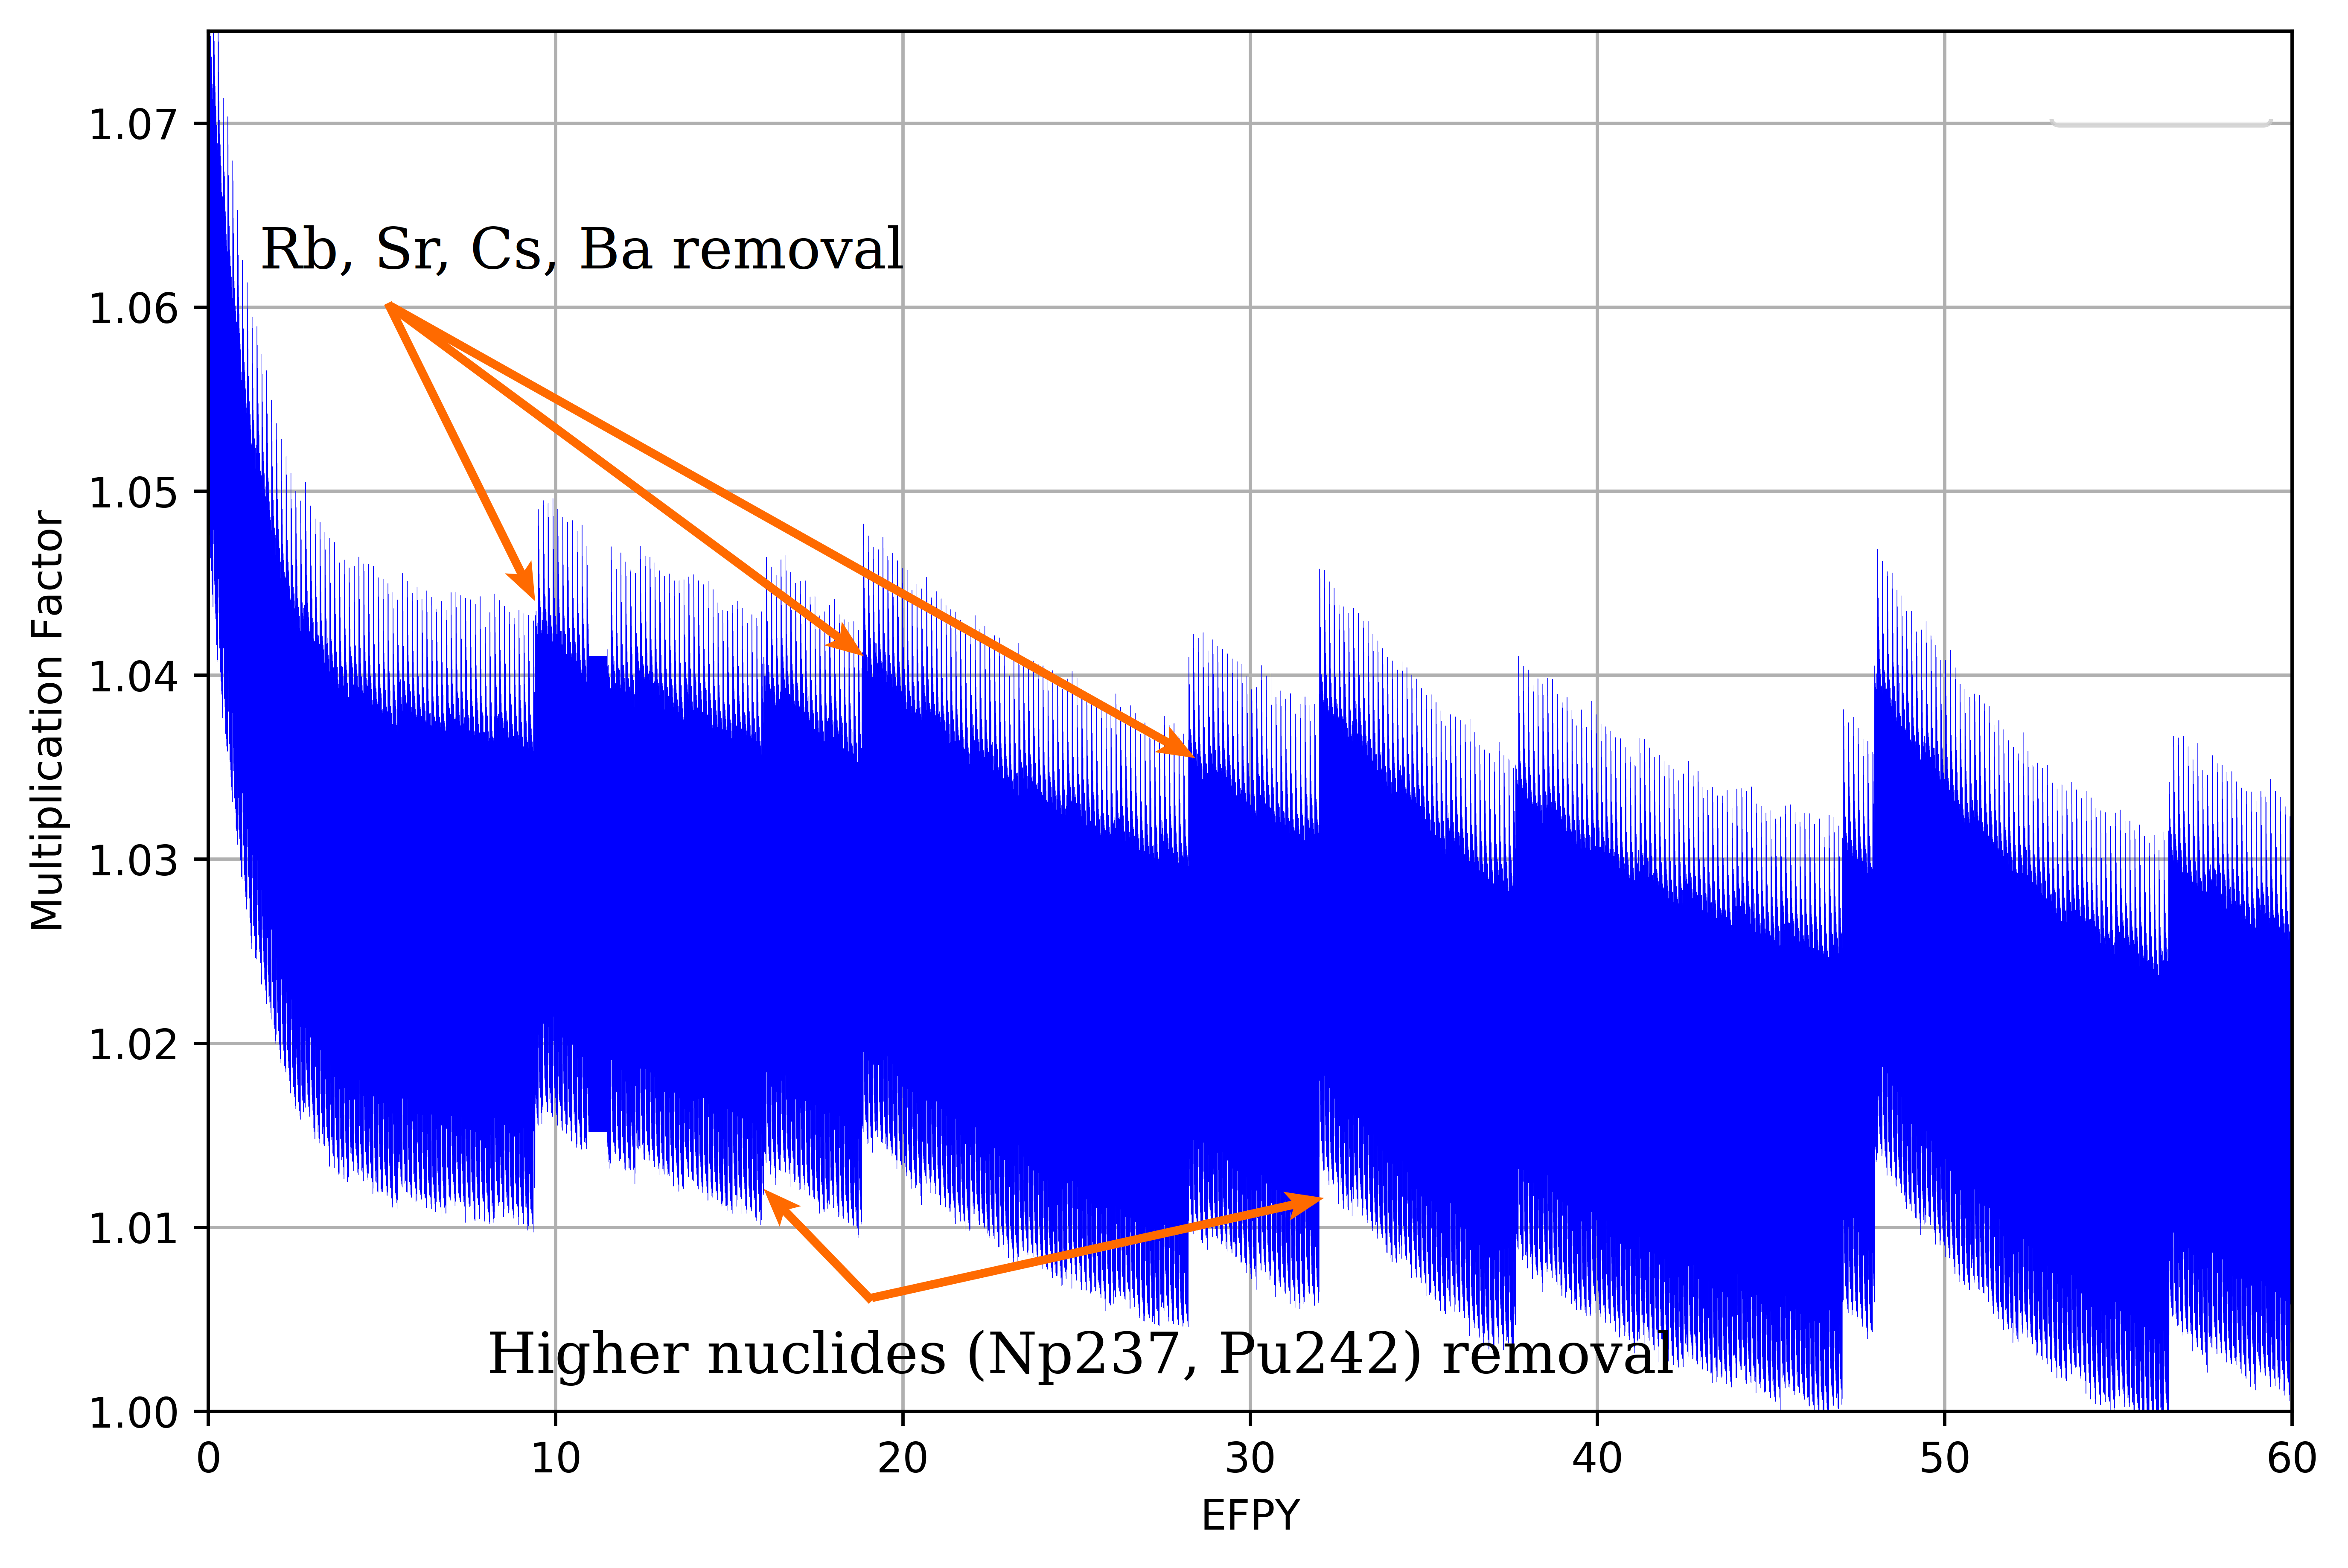 1.07
Rb, Sr, Cs, Ba removal
1.06
1.05
1.04
1.03
1.02
1.01
1.00
Multiplication Factor
Higher nuclides (Np237, Pu242) removal
0 10 20 30 40 50 60
EFPY